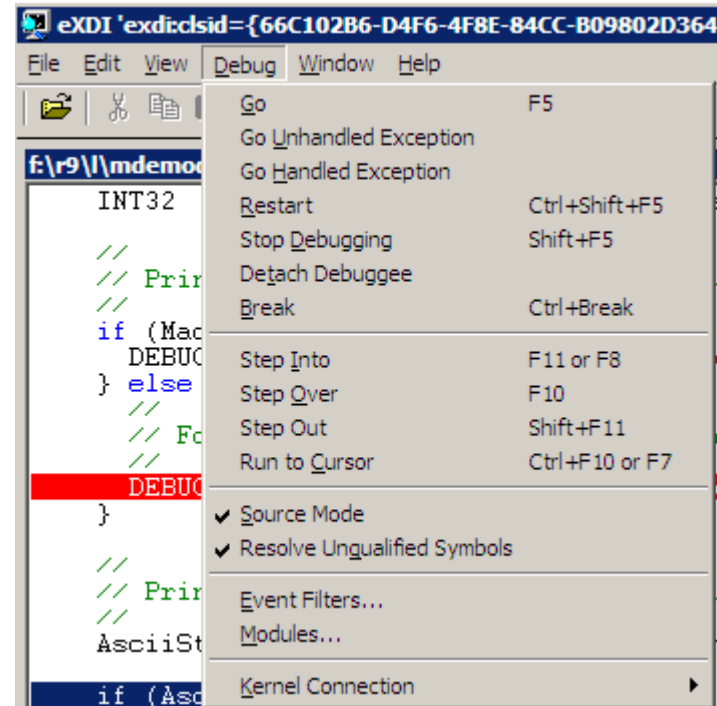 eXDI 'exdi:clsid={66C102B6-D4F6-4F8E-84CC-B09802D364
File Edit View Debug Window Help
f:\r9\l\mdemo
INT32
//
// Prin
//
if (Mac
DEBUG
} else
//
// Fo
//
DEBUG
}
//
// Prin
//
AsciiSt
if (Asc
Go F5
Go Unhandled Exception
Go Handled Exception
Restart Ctrl+Shift+F5
Stop Debugging Shift+F5
Detach Debuggee
Break Ctrl+Break
Step Into F11 or F8
Step Over F10
Step Out Shift+F11
Run to Cursor Ctrl+F10 or F7
Source Mode
Resolve Unqualified Symbols
Event Filters...
Modules...
Kernel Connection